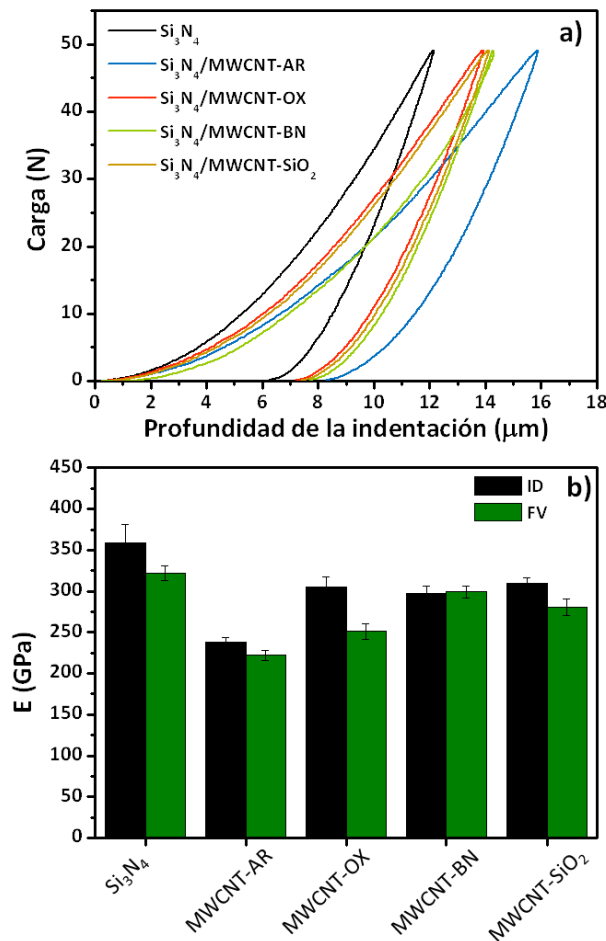 a)
Si₃N₄
Si₃N₄/MWCNT-AR
Si₃N₄/MWCNT-OX
Si₃N₄/MWCNT-BN
Si₃N₄/MWCNT-SiO₂
Carga (N)
50
40
30
20
10
0
0 2 4 6 8 10 12 14 16 18
Profundidad de la indentación (μm)
b)
ID
FV
E (GPa)
450
400
350
300
250
200
150
100
50
0
Si₃N₄
MWCNT-AR
MWCNT-OX
MWCNT-BN
MWCNT-SiO₂